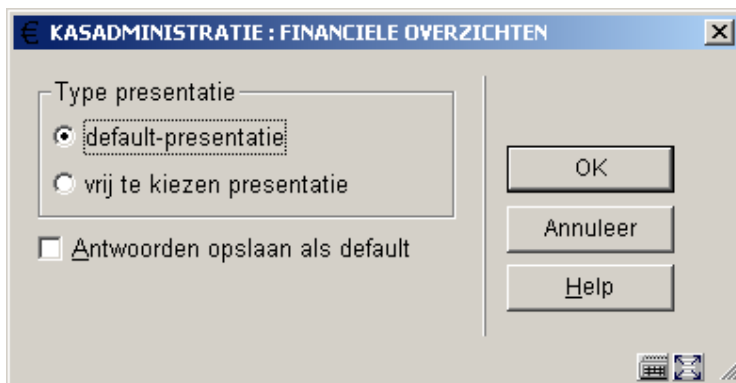 € KASADMINISTRATIE : FINANCIELE OVERZICHTEN
Type presentatie
default-presentatie
vrij te kiezen presentatie
Antwoorden opslaan als default
OK
Annuleer
Help